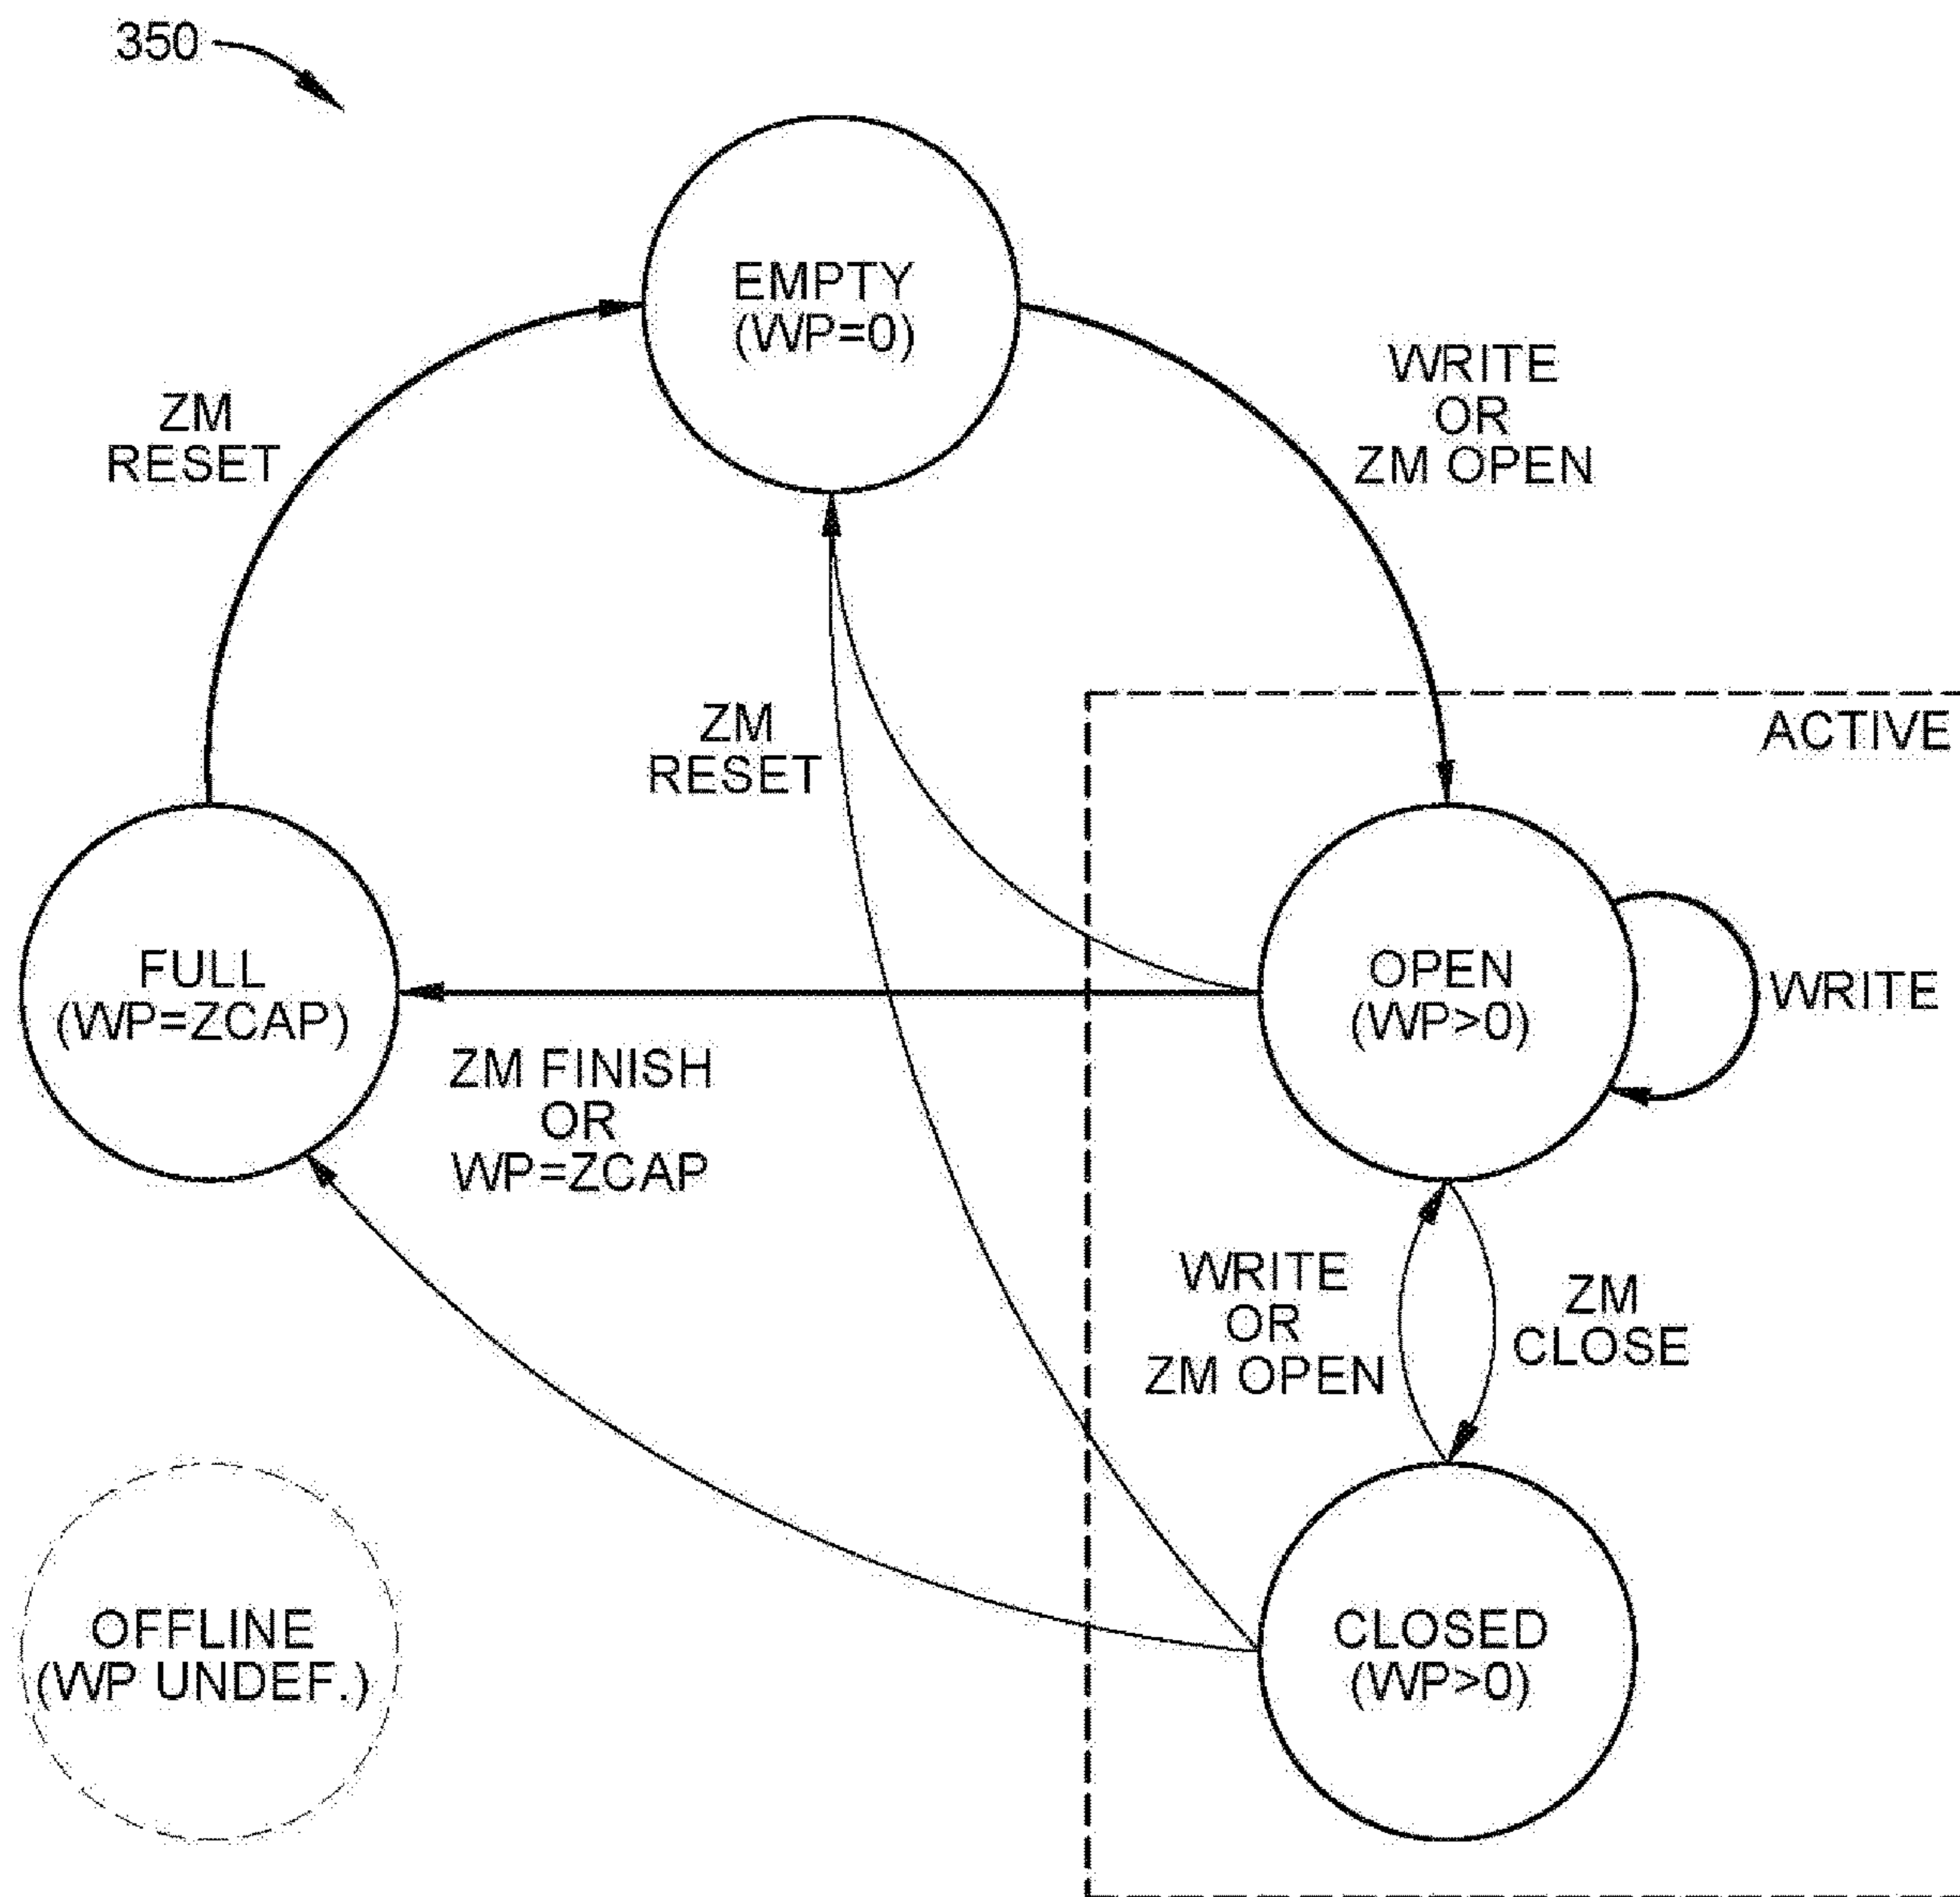 350
EMPTY
(WP=0)
WRITE
OR
ZM OPEN
ZM
RESET
ZM
RESET
ACTIVE
FULL
(WP=ZCAP)
OPEN
(WP>0)
WRITE
ZM FINISH
OR
WP=ZCAP
WRITE
OR
ZM OPEN
ZM
CLOSE
OFFLINE
(WP UNDEF.)
CLOSED
(WP>0)